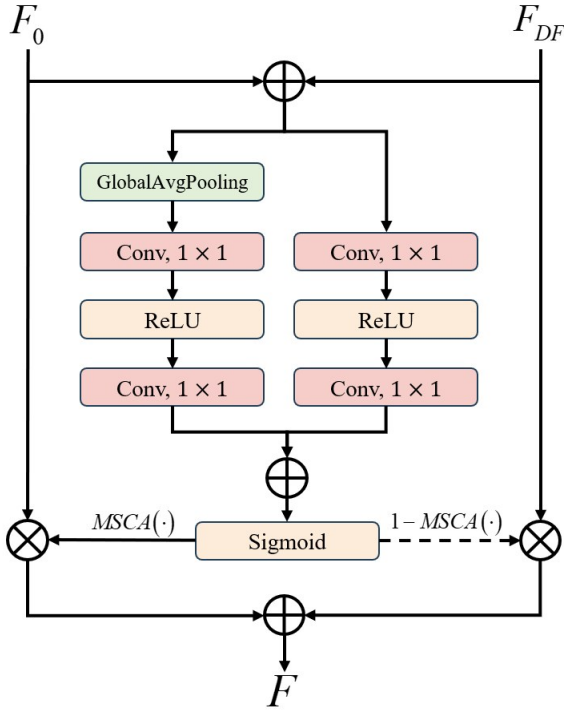 F₀ F_DF
GlobalAvgPooling
Conv, 1 × 1 Conv, 1 × 1
ReLU ReLU
Conv, 1 × 1 Conv, 1 × 1
MSCA(·) Sigmoid 1−MSCA(·)
F